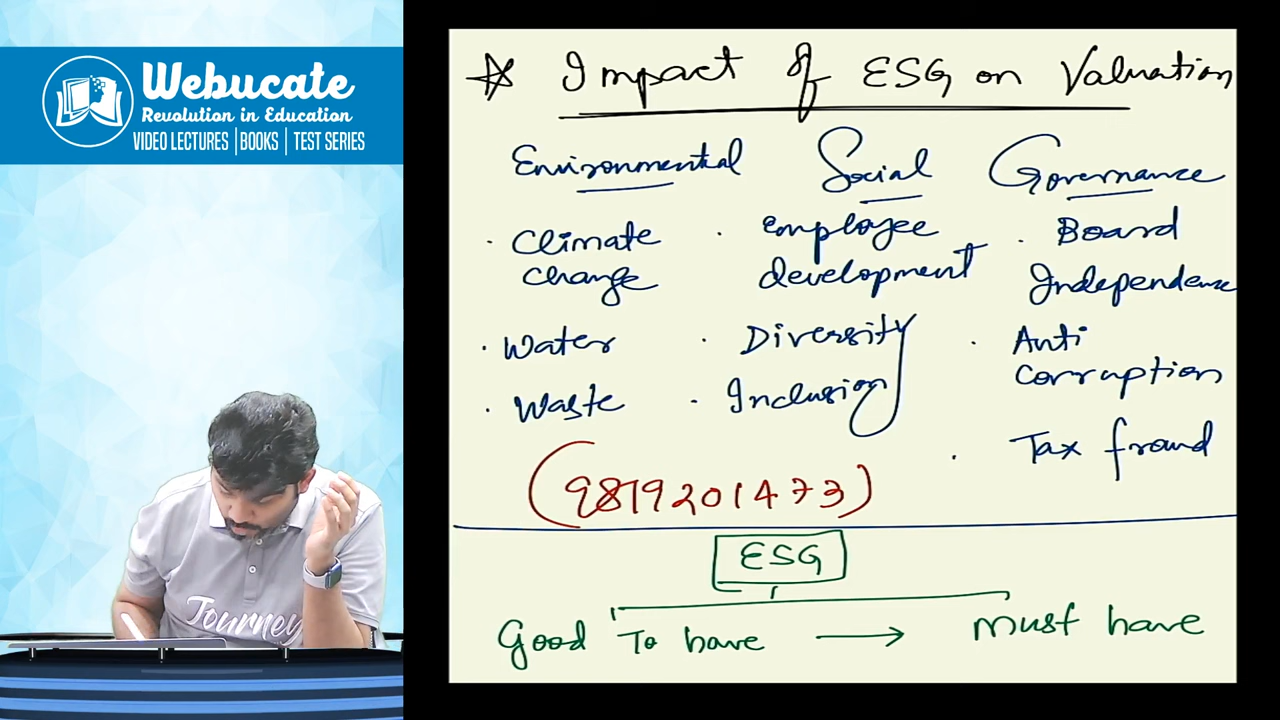 Webucate
Revolution in Education
VIDEO LECTURES | BOOKS | TEST SERIES
Journey
Impact of ESG on Valuation
Environmental Social Governance
· Climate change · employee development · Board Independence
· Water · Diversity · Anti corruption
· Waste · Inclusion · Tax fraud
(9819201473)
ESG
Good To have → Must have